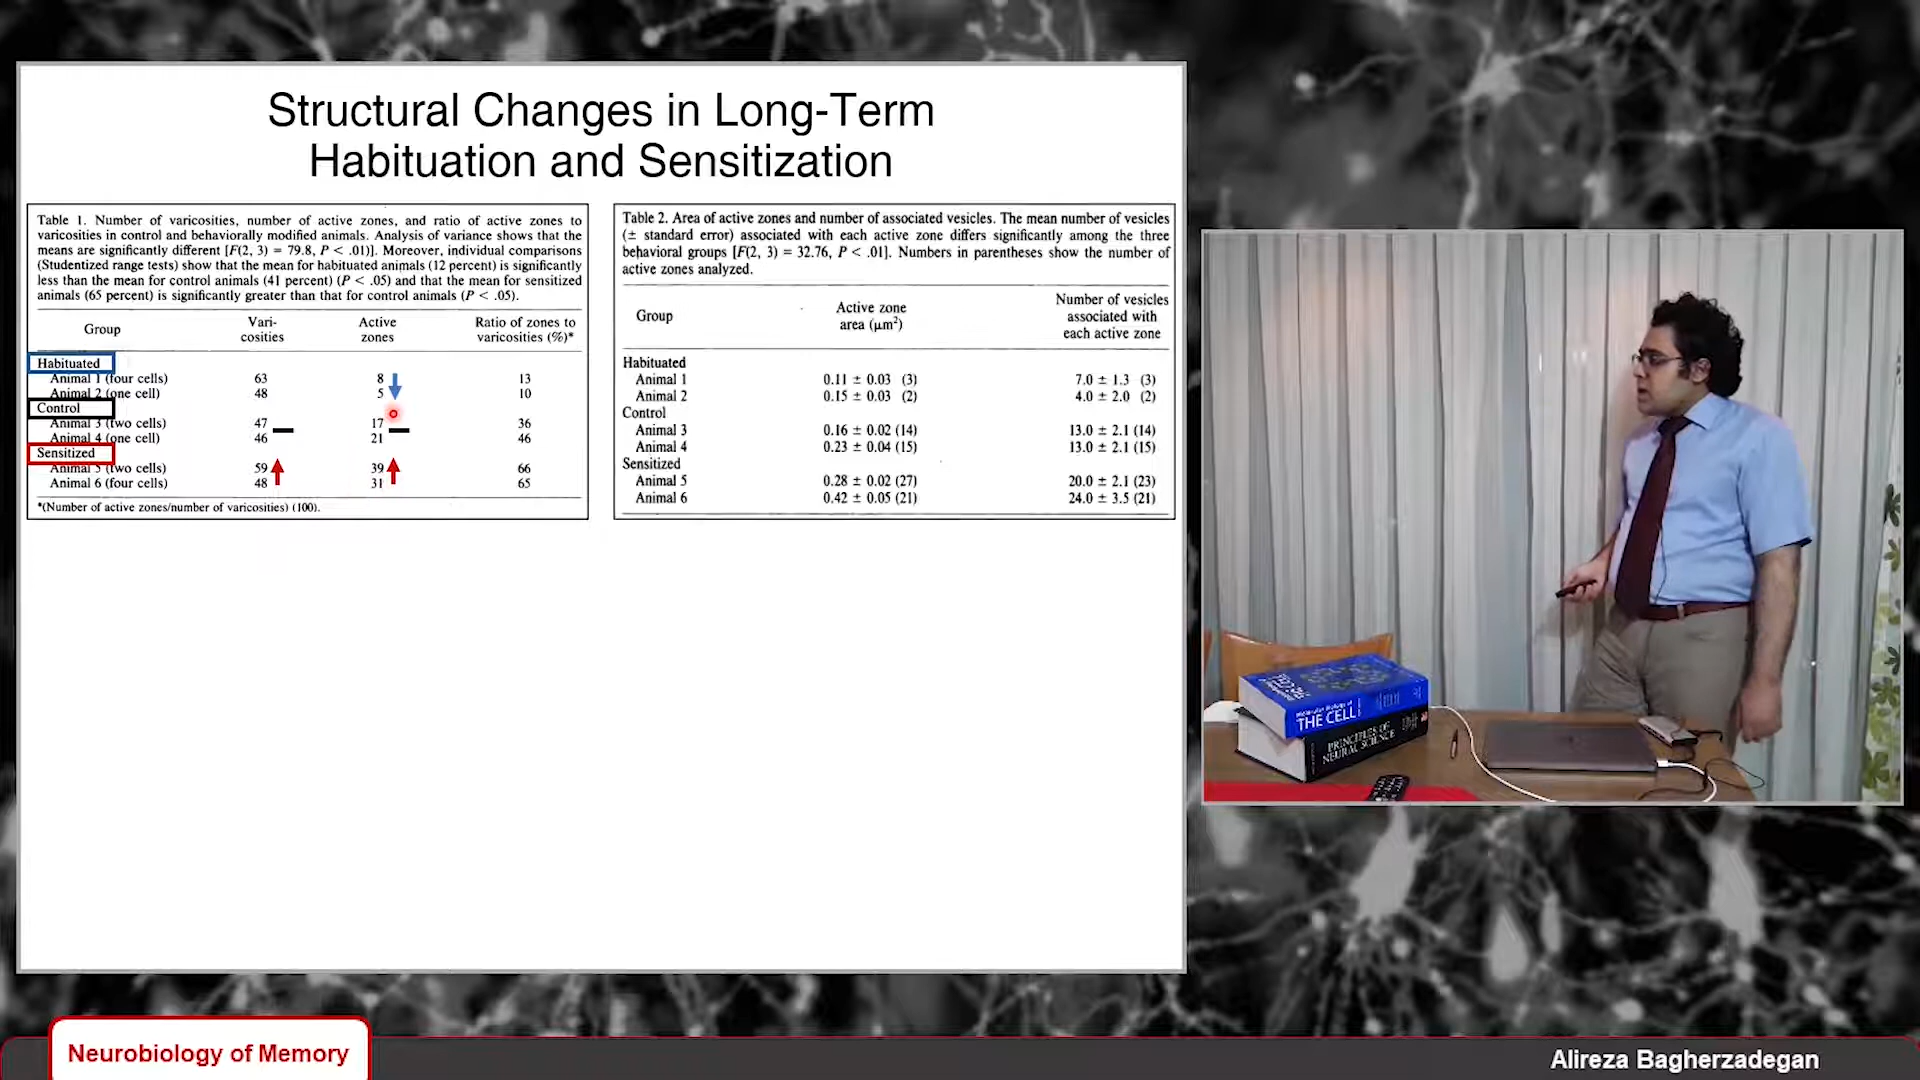 Structural Changes in Long-Term
Habituation and Sensitization
Table 1. Number of varicosities, number of active zones, and ratio of active zones to
varicosities in control and behaviorally modified animals. Analysis of variance shows that the
means are significantly different [F(2, 3) = 79.8, P < .01)]. Moreover, individual comparisons
(Studentized range tests) show that the mean for habituated animals (12 percent) is significantly
less than the mean for control animals (41 percent) (P < .05) and that the mean for sensitized
animals (65 percent) is significantly greater than that for control animals (P < .05).
Group Vari-cosities Active zones Ratio of zones to varicosities (%)*
Habituated
Animal 1 (four cells) 63 8 13
Animal 2 (one cell) 48 5 10
Control
Animal 3 (two cells) 47 17 36
Animal 4 (one cell) 46 21 46
Sensitized
Animal 5 (two cells) 59 39 66
Animal 6 (four cells) 48 31 65
*(Number of active zones/number of varicosities) (100).
Table 2. Area of active zones and number of associated vesicles. The mean number of vesicles
(± standard error) associated with each active zone differs significantly among the three
behavioral groups [F(2, 3) = 32.76, P < .01]. Numbers in parentheses show the number of
active zones analyzed.
Group Active zone area (μm²) Number of vesicles associated with each active zone
Habituated
Animal 1 0.11 ± 0.03 (3) 7.0 ± 1.3 (3)
Animal 2 0.15 ± 0.03 (2) 4.0 ± 2.0 (2)
Control
Animal 3 0.16 ± 0.02 (14) 13.0 ± 2.1 (14)
Animal 4 0.23 ± 0.04 (15) 13.0 ± 2.1 (15)
Sensitized
Animal 5 0.28 ± 0.02 (27) 20.0 ± 2.1 (23)
Animal 6 0.42 ± 0.05 (21) 24.0 ± 3.5 (21)
THE CELL
PRINCIPLES OF
NEURAL SCIENCE
Neurobiology of Memory
Alireza Bagherzadegan